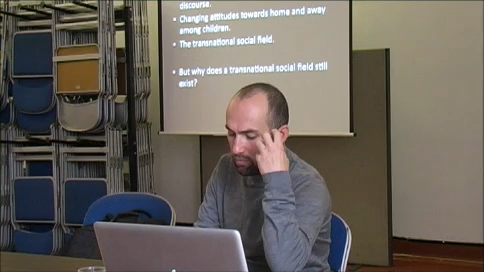 discourse.
• Changing attitudes towards home and away
among children.
• The transnational social field.
• But why does a transnational social field still
exist?